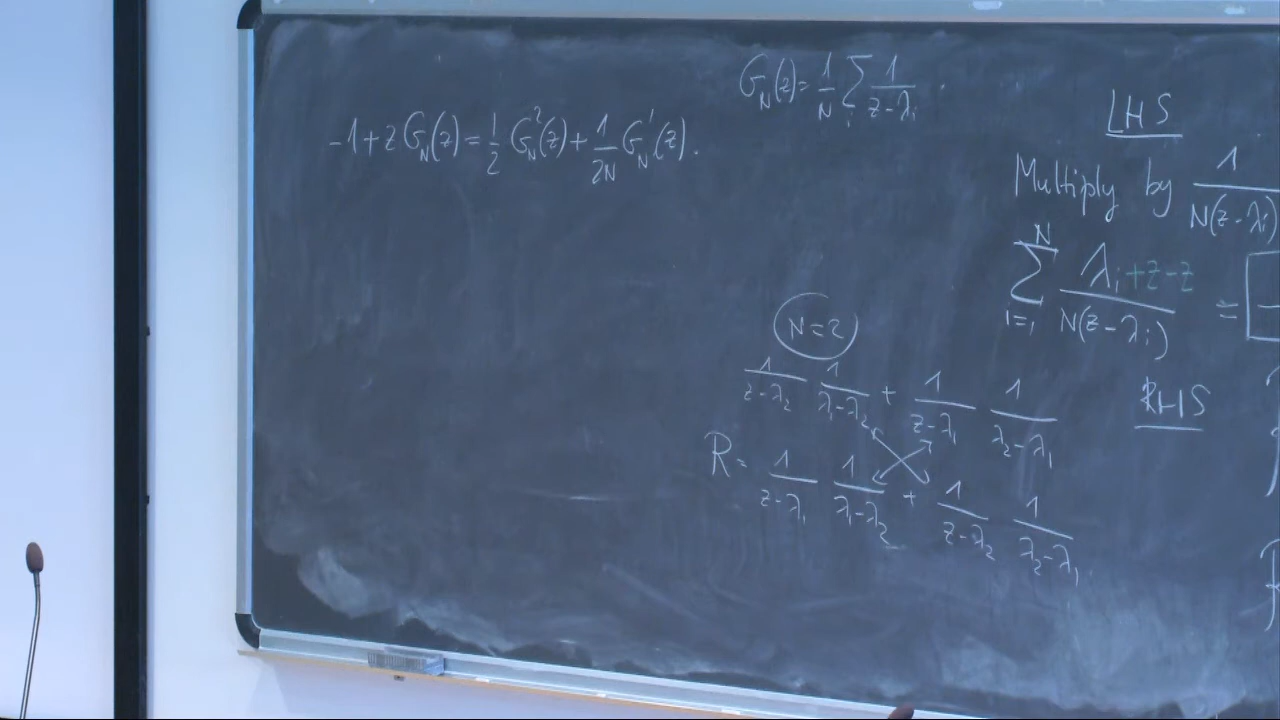 G_N(z) = 1/N Σ_i 1/(z-λ_i).
-1 + z G_N(z) = 1/2 G_N^2(z) + 1/(2N) G_N'(z).
LHS
Multiply by 1/(N(z-λ_i))
Σ_{i=1}^N (λ_i + z - z)/(N(z-λ_i)) =
N=2
1/(z-λ_2) 1/(λ_1-λ_2) + 1/(z-λ_1) 1/(λ_2-λ_1)
RHS
R = 1/(z-λ_1) 1/(λ_1-λ_2) + 1/(z-λ_2) 1/(λ_2-λ_1).